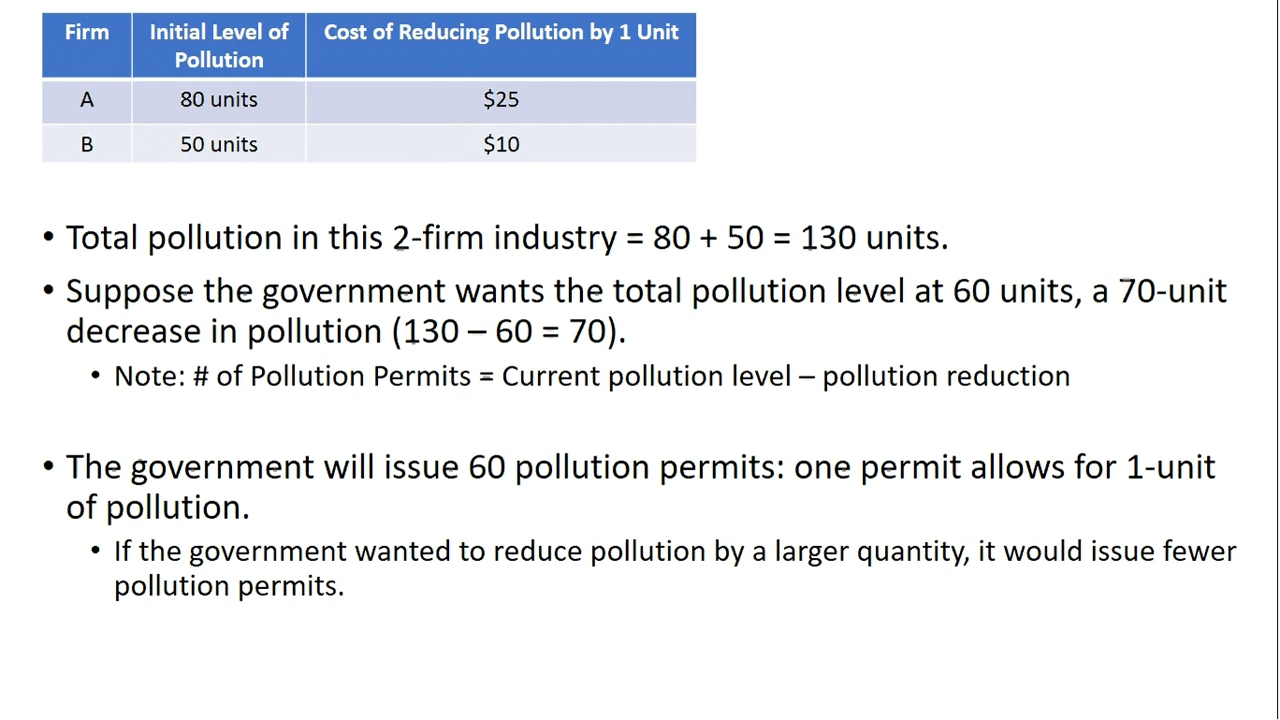 Firm Initial Level of Pollution Cost of Reducing Pollution by 1 Unit
A 80 units $25
B 50 units $10
• Total pollution in this 2-firm industry = 80 + 50 = 130 units.
• Suppose the government wants the total pollution level at 60 units, a 70-unit
decrease in pollution (130 – 60 = 70).
• Note: # of Pollution Permits = Current pollution level – pollution reduction
• The government will issue 60 pollution permits: one permit allows for 1-unit
of pollution.
• If the government wanted to reduce pollution by a larger quantity, it would issue fewer
pollution permits.